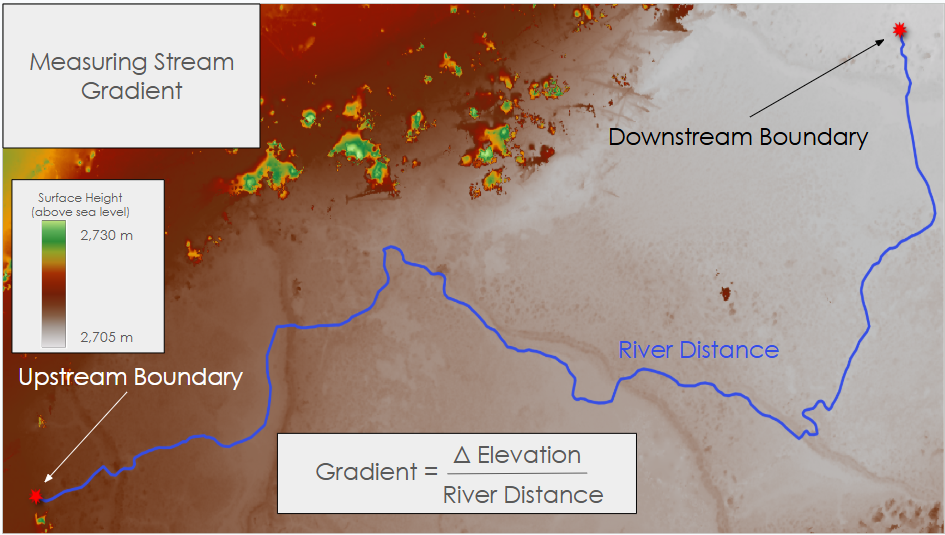 Measuring Stream
Gradient
Downstream Boundary
Surface Height
(above sea level)
2,730 m
2,705 m
River Distance
Upstream Boundary
Gradient = Δ Elevation
River Distance